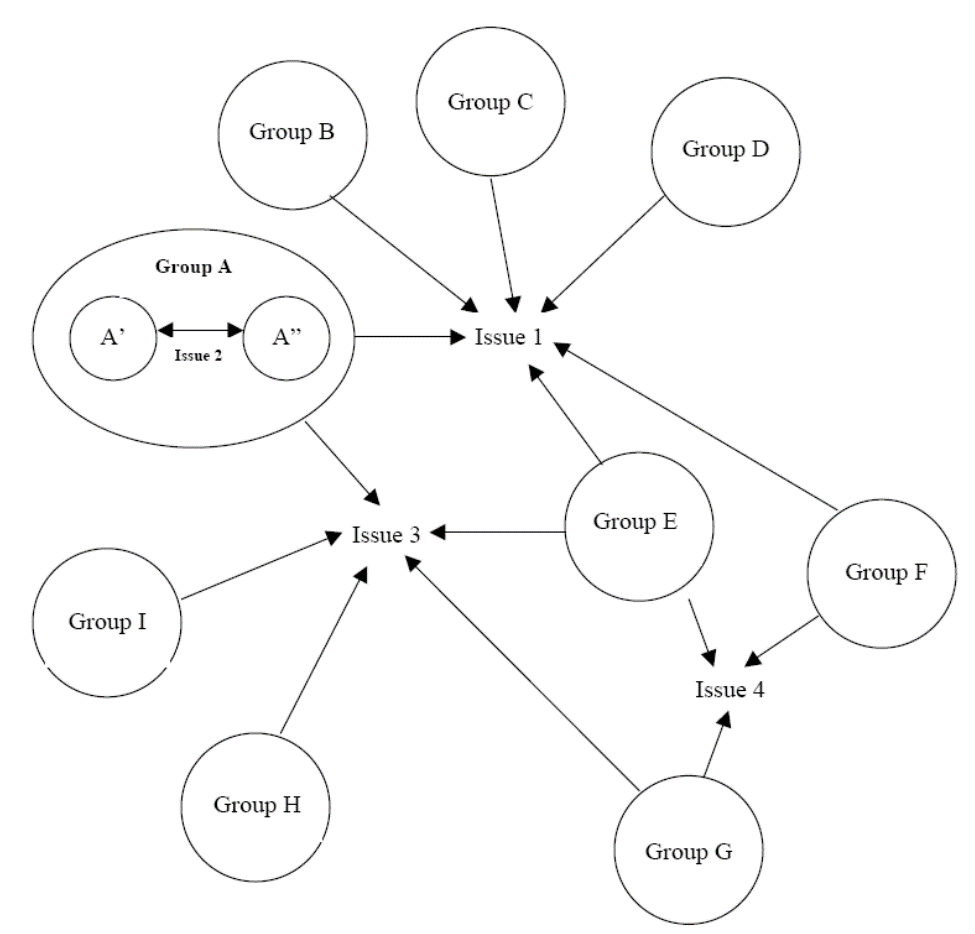 Group C
Group B
Group D
Group A
A’
A”
Issue 2
Issue 1
Group E
Issue 3
Group F
Group I
Issue 4
Group H
Group G